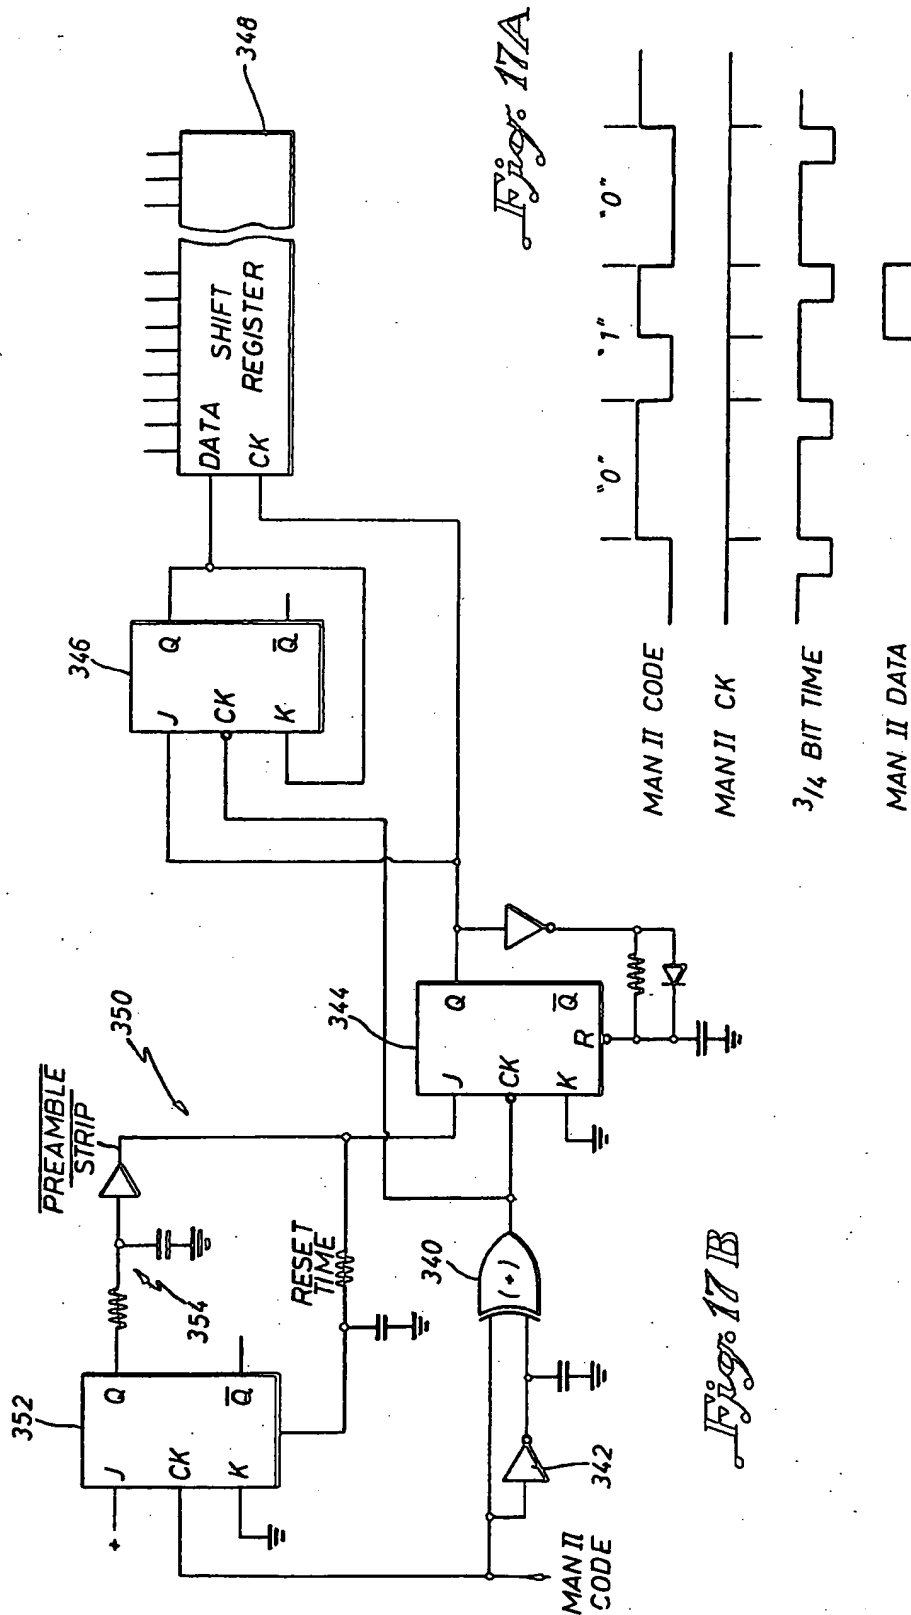 348
DATA
SHIFT
REGISTER
CK
346
J
CK
K
Q
Q̅
350
P̅R̅E̅A̅M̅B̅L̅E̅
S̅T̅R̅I̅P̅
344
J
CK
K
R
Q
Q̅
354
RESET
TIME
352
+
J
CK
K
Q
Q̅
340
(+)
342
MAN II
CODE
Fig. 17B
Fig. 17A
"0"
"1"
"0"
MAN II CODE
MAN II CK
3/4 BIT TIME
MAN II DATA